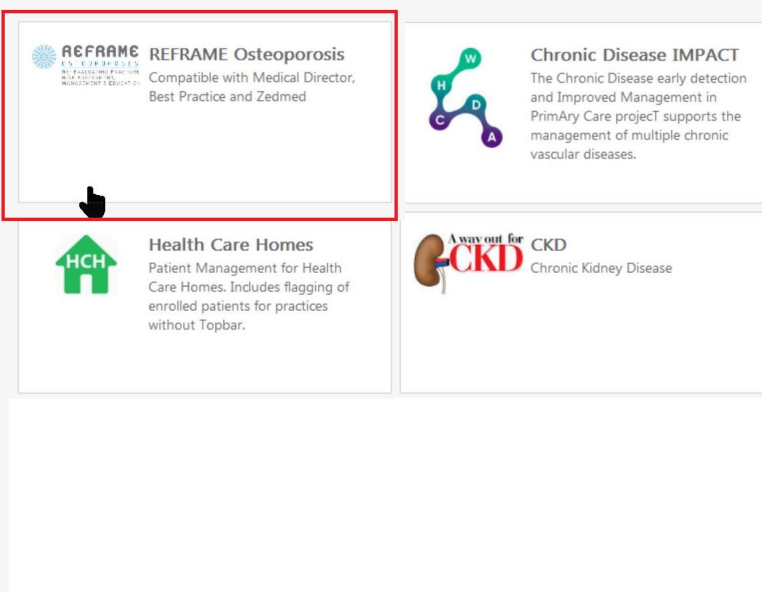 REFRAME
OSTEOPOROSIS
REFRAME Osteoporosis
Compatible with Medical Director,
Best Practice and Zedmed
W
H
D
C
A
Chronic Disease IMPACT
The Chronic Disease early detection
and Improved Management in
PrimAry Care projecT supports the
management of multiple chronic
vascular diseases.
HCH
Health Care Homes
Patient Management for Health
Care Homes. Includes flagging of
enrolled patients for practices
without Topbar.
A way out for
CKD
CKD
Chronic Kidney Disease